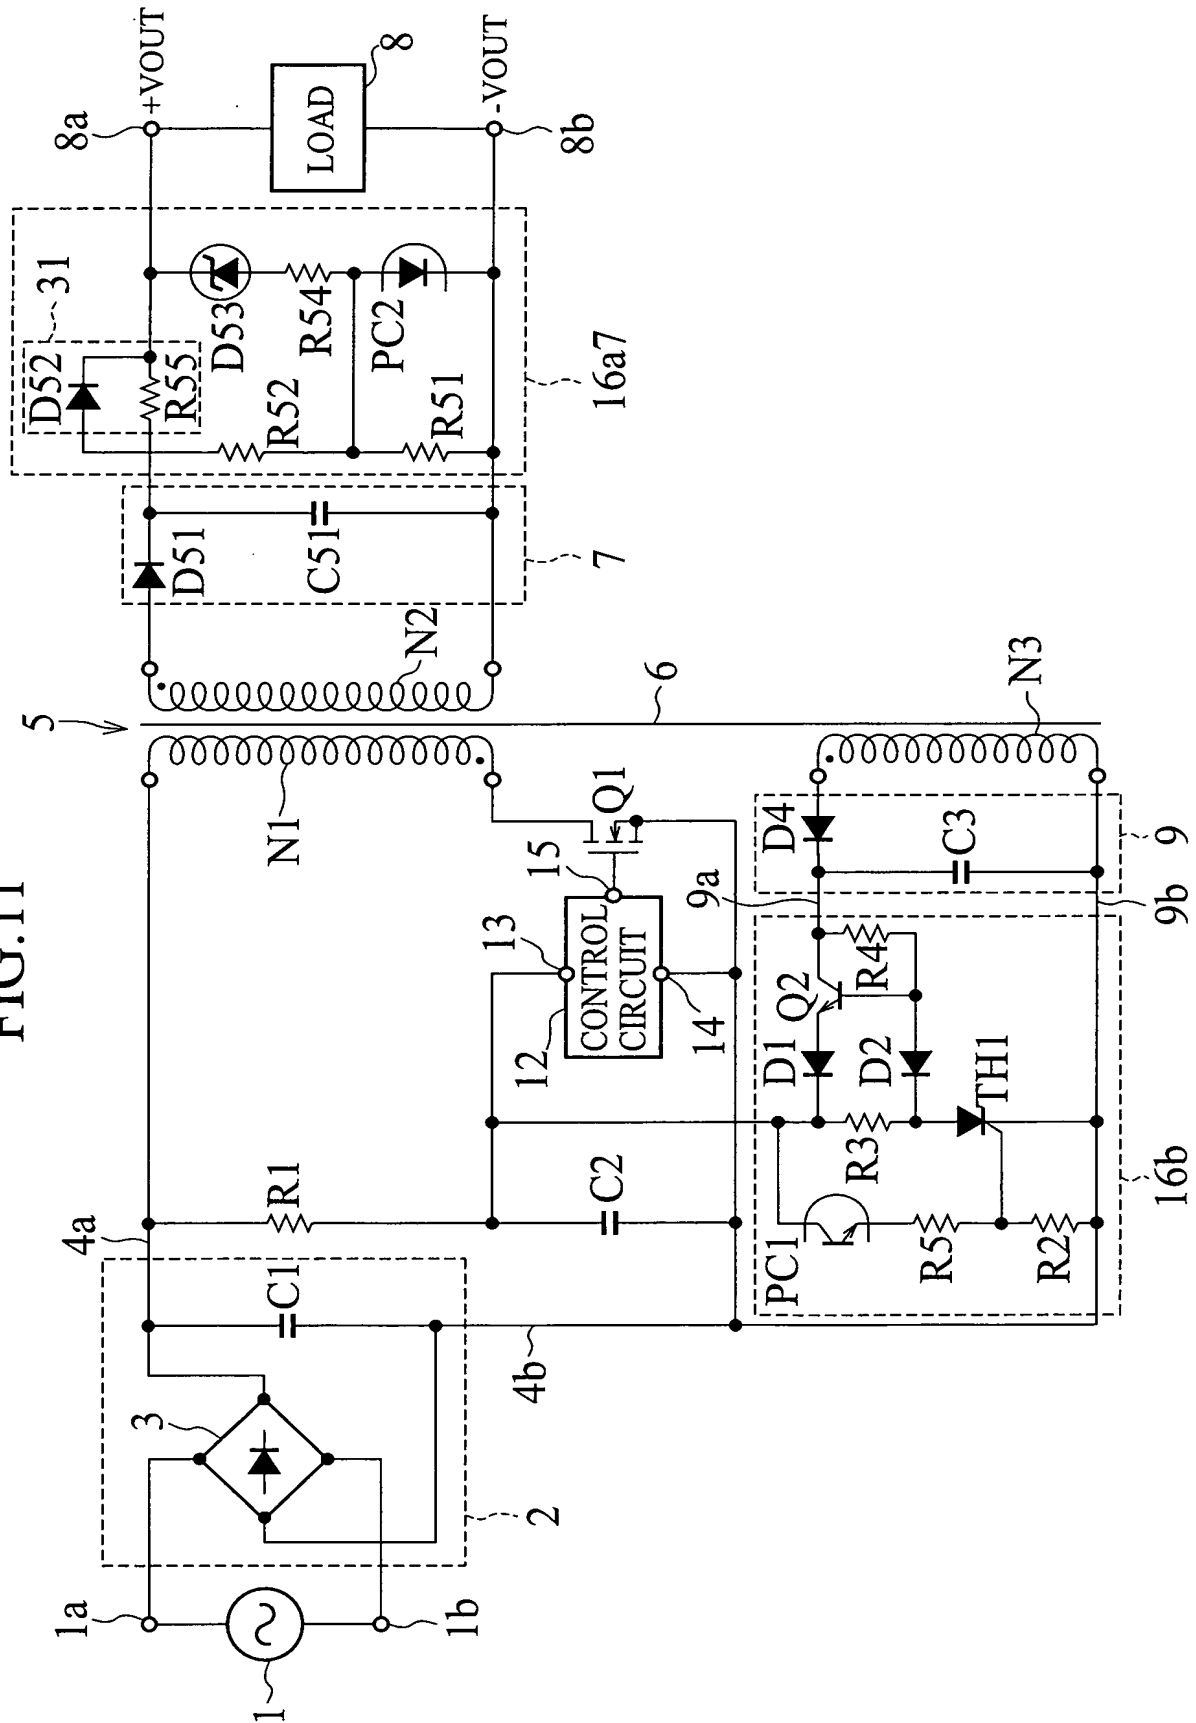 FIG.11
1
1a
1b
2
3
C1
4a
4b
R1
C2
5
N1
N2
6
N3
12
13
CONTROL
CIRCUIT
14
15
Q1
D51
C51
7
D52
31
R55
R52
R51
D53
R54
PC2
16a7
8a
+VOUT
LOAD
8
-VOUT
8b
PC1
R5
R2
R3
TH1
D1
D2
Q2
R4
16b
9a
9b
D4
C3
9